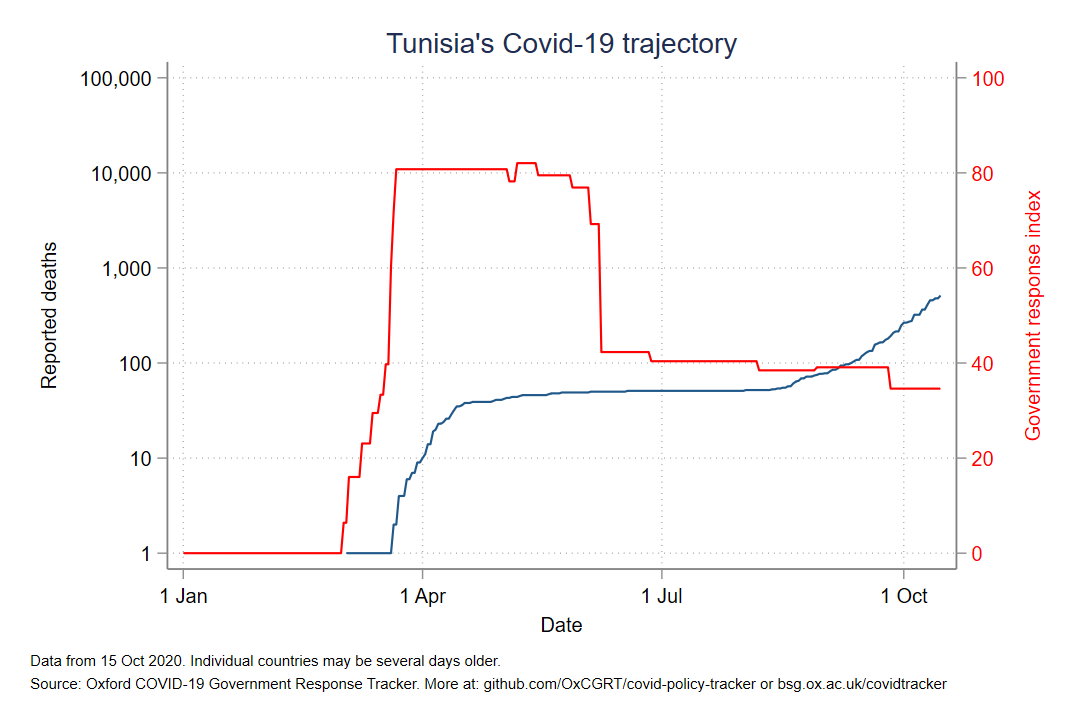 Tunisia's Covid-19 trajectory
100,000
10,000
1,000
100
10
1
Reported deaths
100
80
60
40
20
0
Government response index
1 Jan
1 Apr
1 Jul
1 Oct
Date
Data from 15 Oct 2020. Individual countries may be several days older.
Source: Oxford COVID-19 Government Response Tracker. More at: github.com/OxCGRT/covid-policy-tracker or bsg.ox.ac.uk/covidtracker